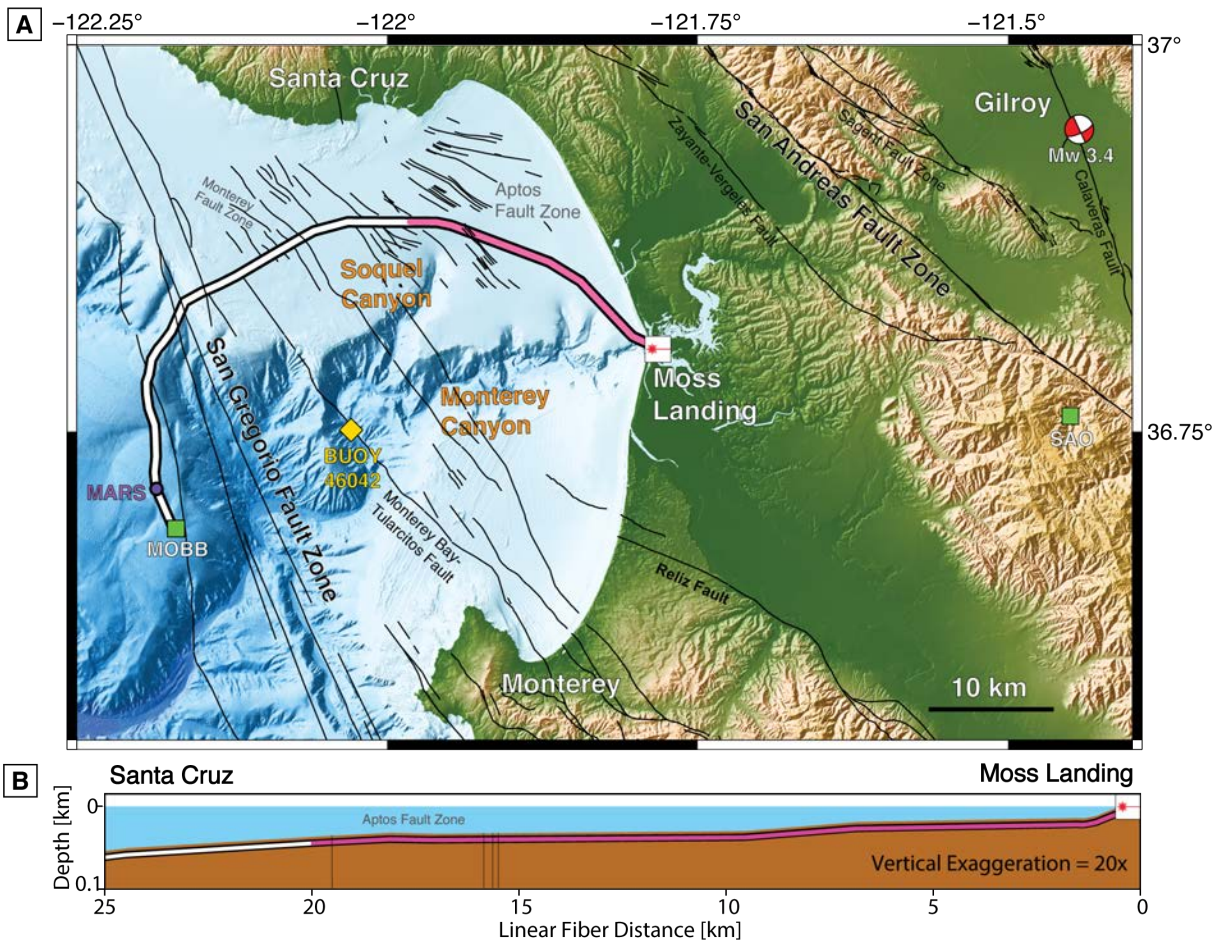 A
−122.25°
−122°
−121.75°
−121.5°
37°
36.75°
Santa Cruz
Gilroy
Mw 3.4
San Andreas Fault Zone
Sagent Fault Zone
Zayante-Vergeles Fault
Calaveras Fault
Monterey
Fault Zone
Aptos
Fault Zone
Soquel
Canyon
Moss
Landing
Monterey
Canyon
San Gregorio Fault Zone
BUOY
46042
SAO
MARS
MOBB
Monterey Bay-
Tularcitos Fault
Reliz Fault
Monterey
10 km
B
Santa Cruz
Moss Landing
Depth [km]
0
0.1
Aptos Fault Zone
Vertical Exaggeration = 20x
25
20
15
10
5
0
Linear Fiber Distance [km]